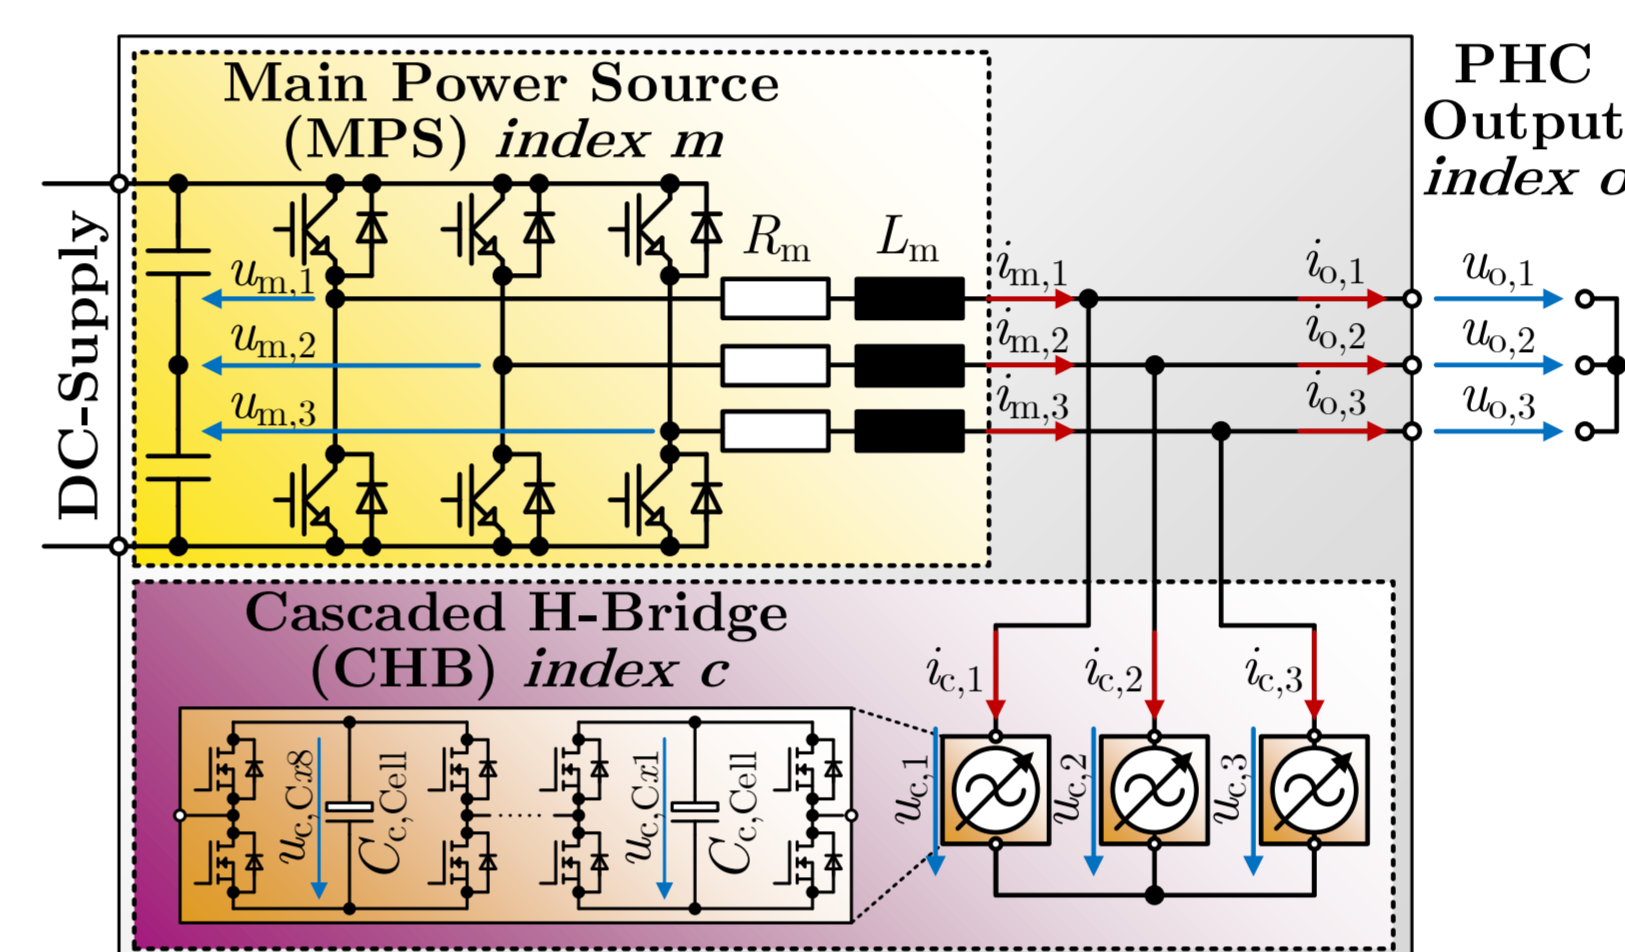 Main Power Source
(MPS) index m
PHC
Output
index o
DC-Supply
R_m
L_m
u_m,1
i_m,1
i_o,1
u_o,1
u_m,2
i_m,2
i_o,2
u_o,2
u_m,3
i_m,3
i_o,3
u_o,3
Cascaded H-Bridge
(CHB) index c
i_c,1
i_c,2
i_c,3
u_c,Cx8
C_c,Cell
u_c,Cx1
C_c,Cell
u_c,1
u_c,2
u_c,3